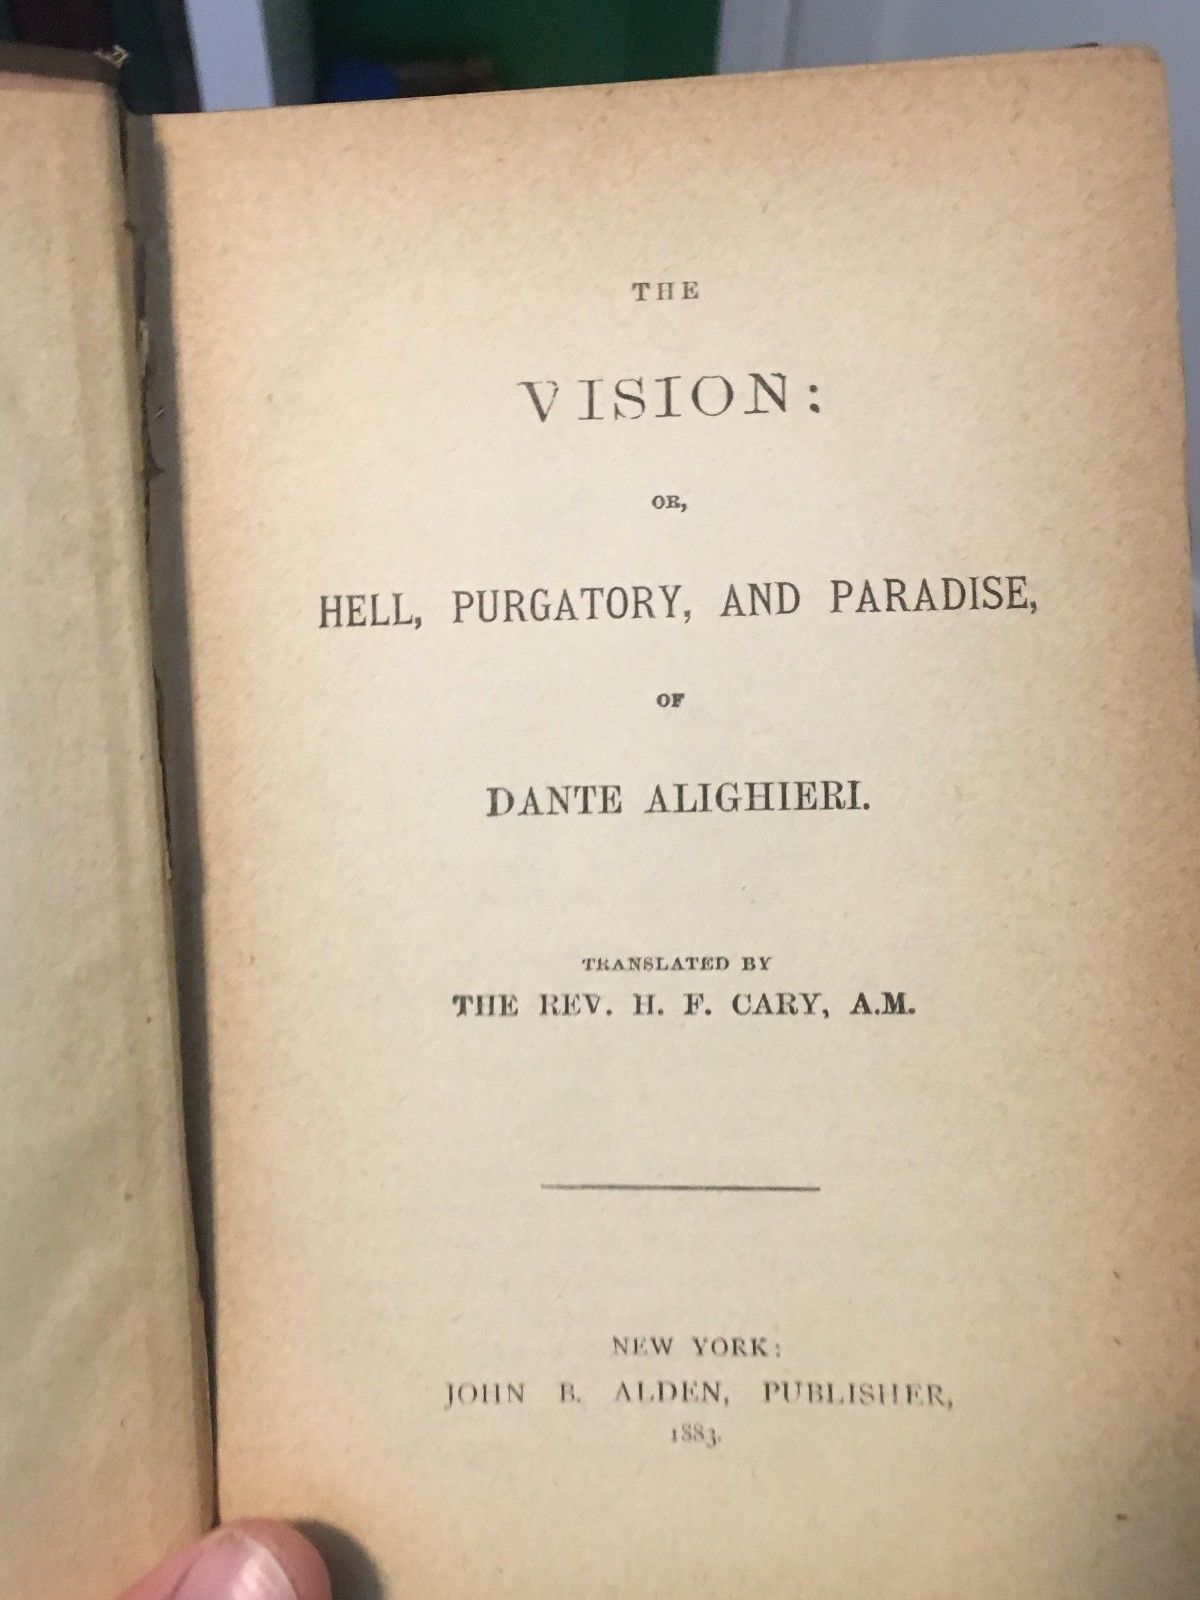 THE
VISION:
OR,
HELL, PURGATORY, AND PARADISE,
OF
DANTE ALIGHIERI.
TRANSLATED BY
THE REV. H. F. CARY, A.M.
NEW YORK:
JOHN B. ALDEN, PUBLISHER,
1883.